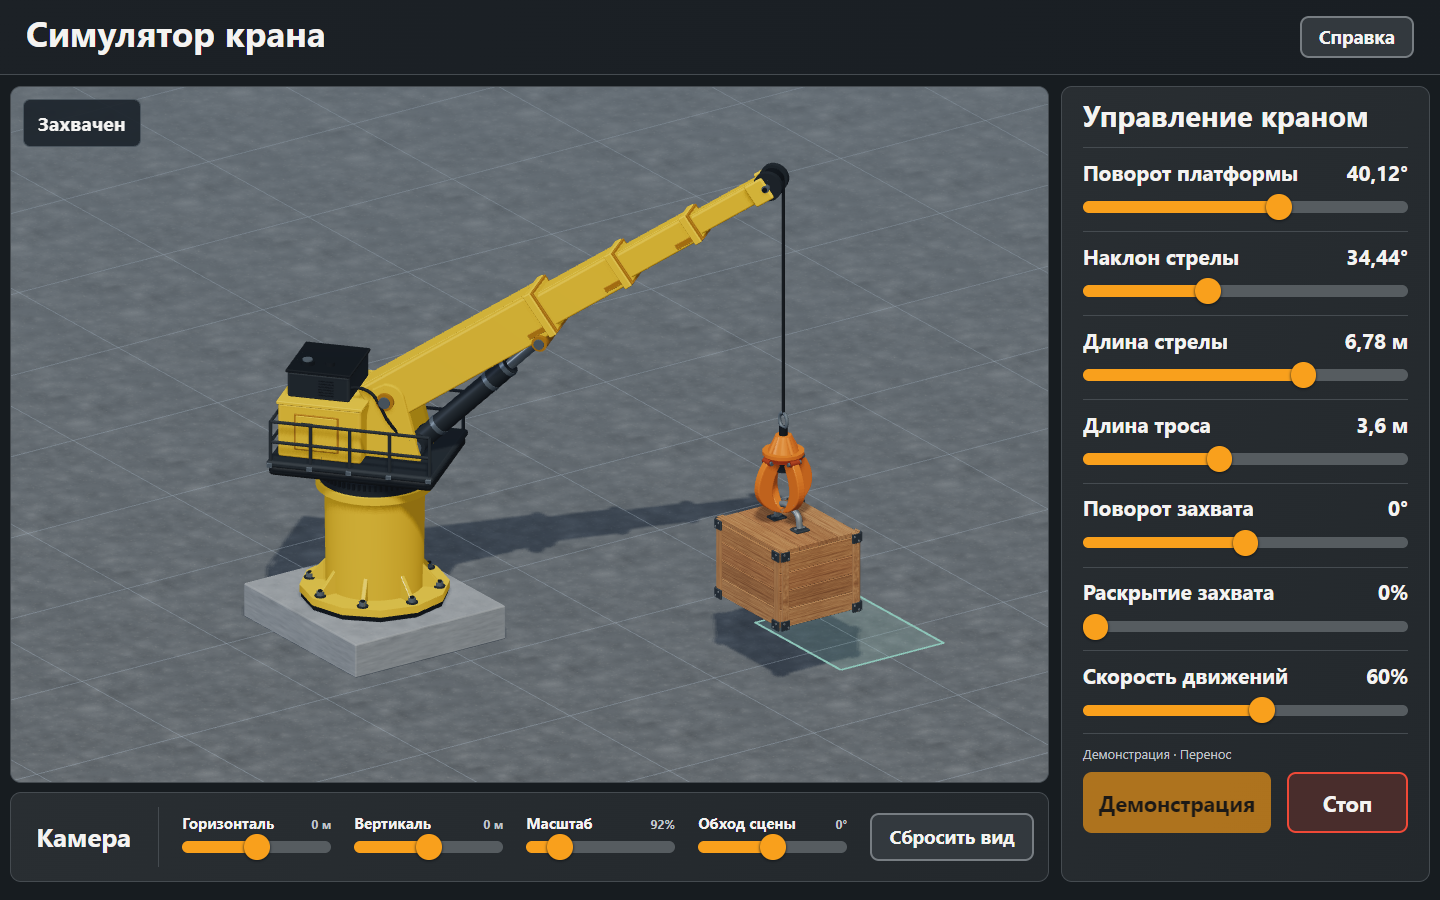 Симулятор крана
Справка
Захвачен
Управление краном
Поворот платформы 40,12°
Наклон стрелы 34,44°
Длина стрелы 6,78 м
Длина троса 3,6 м
Поворот захвата 0°
Раскрытие захвата 0%
Скорость движений 60%
Демонстрация · Перенос
Демонстрация Стоп
Камера
Горизонталь 0 м
Вертикаль 0 м
Масштаб 92%
Обход сцены 0°
Сбросить вид